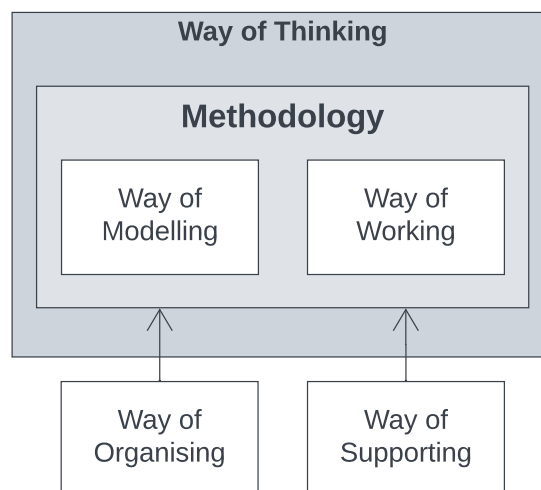 Way of Thinking
Methodology
Way of
Modelling
Way of
Working
Way of
Organising
Way of
Supporting